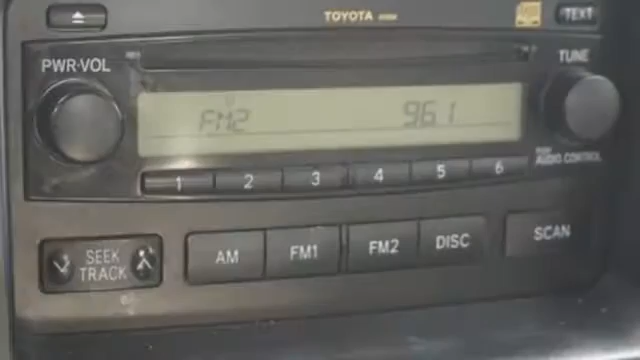 TOYOTA
TEXT
PWR·VOL
TUNE
FM2 96.1
AUDIO CONTROL
1 2 3 4 5 6
SEEK
TRACK
AM FM1 FM2 DISC SCAN